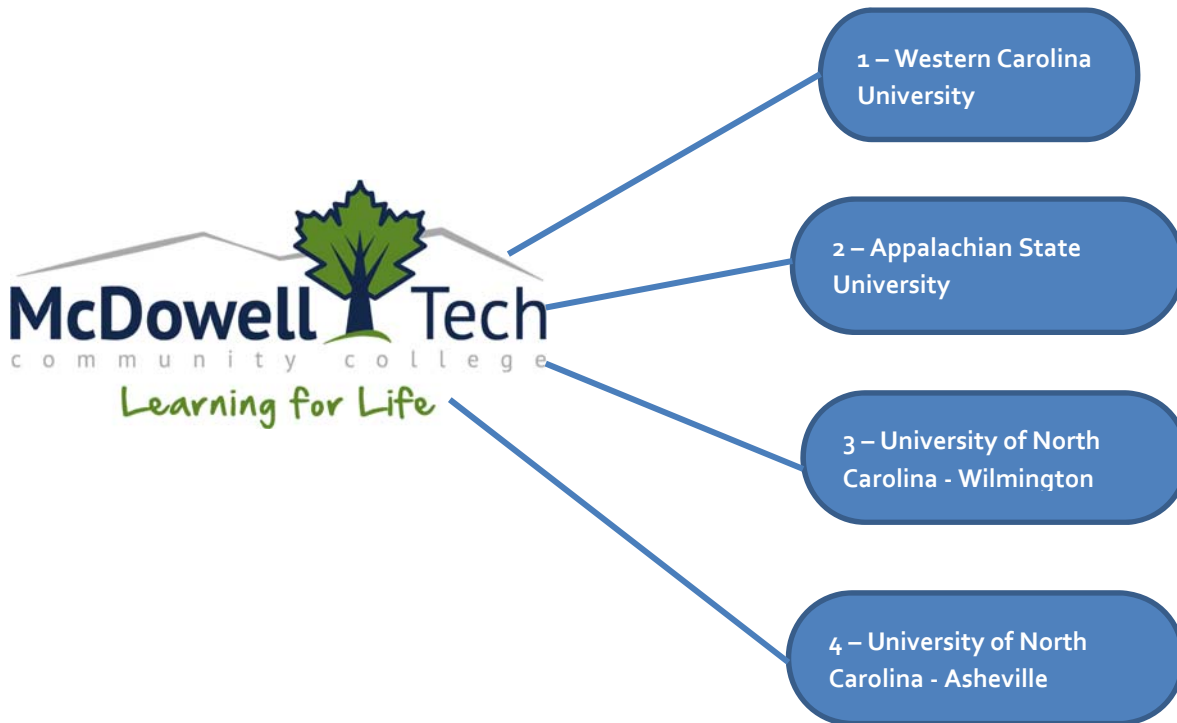 1 – Western Carolina
University
2 – Appalachian State
University
McDowell Tech
community college
Learning for Life
3 – University of North
Carolina - Wilmington
4 – University of North
Carolina - Asheville